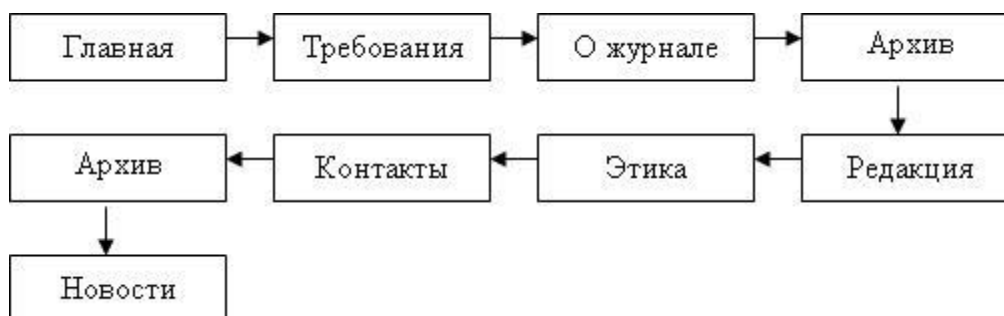 Главная
Требования
О журнале
Архив
Редакция
Этика
Контакты
Архив
Новости